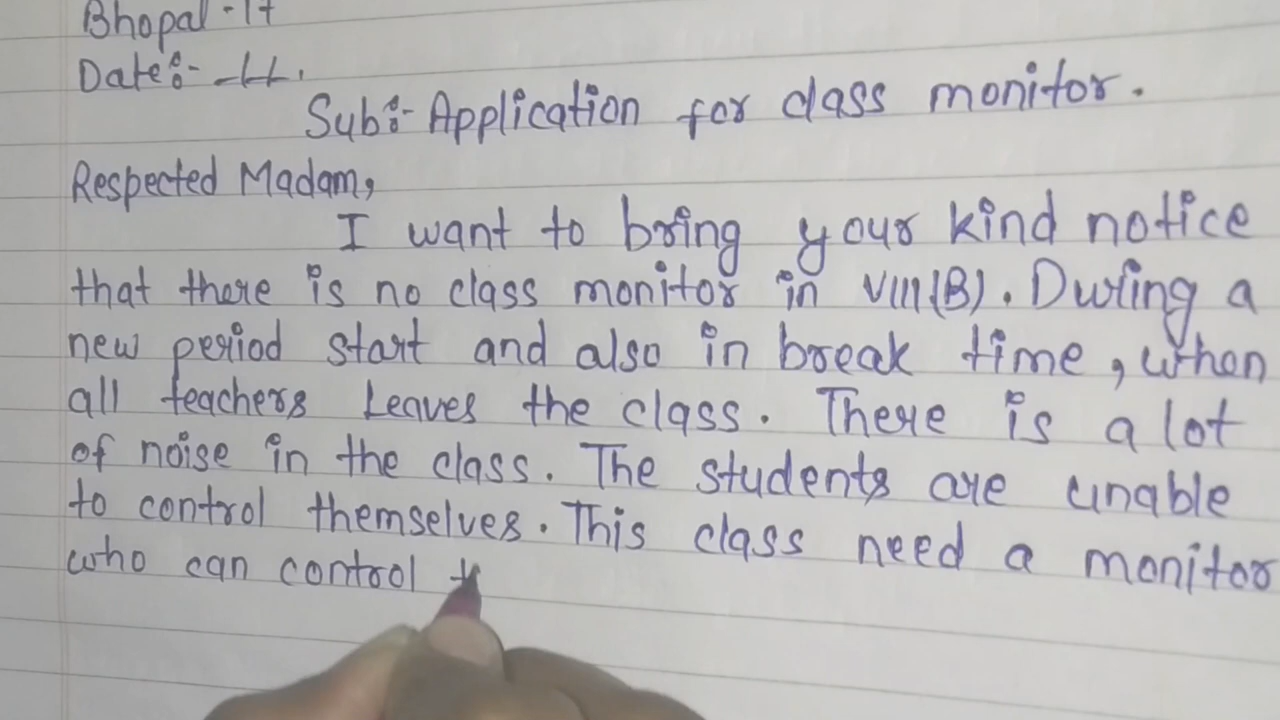 Bhopal - 17
Date:- _/_/_.
Sub:- Application for class monitor.
Respected Madam,
I want to bring your kind notice
that there is no class monitor in VIII(B). During a
new period start and also in break time, when
all teachers Leaves the class. There is a lot
of noise in the class. The students are unable
to control themselves. This class need a monitor
who can control t